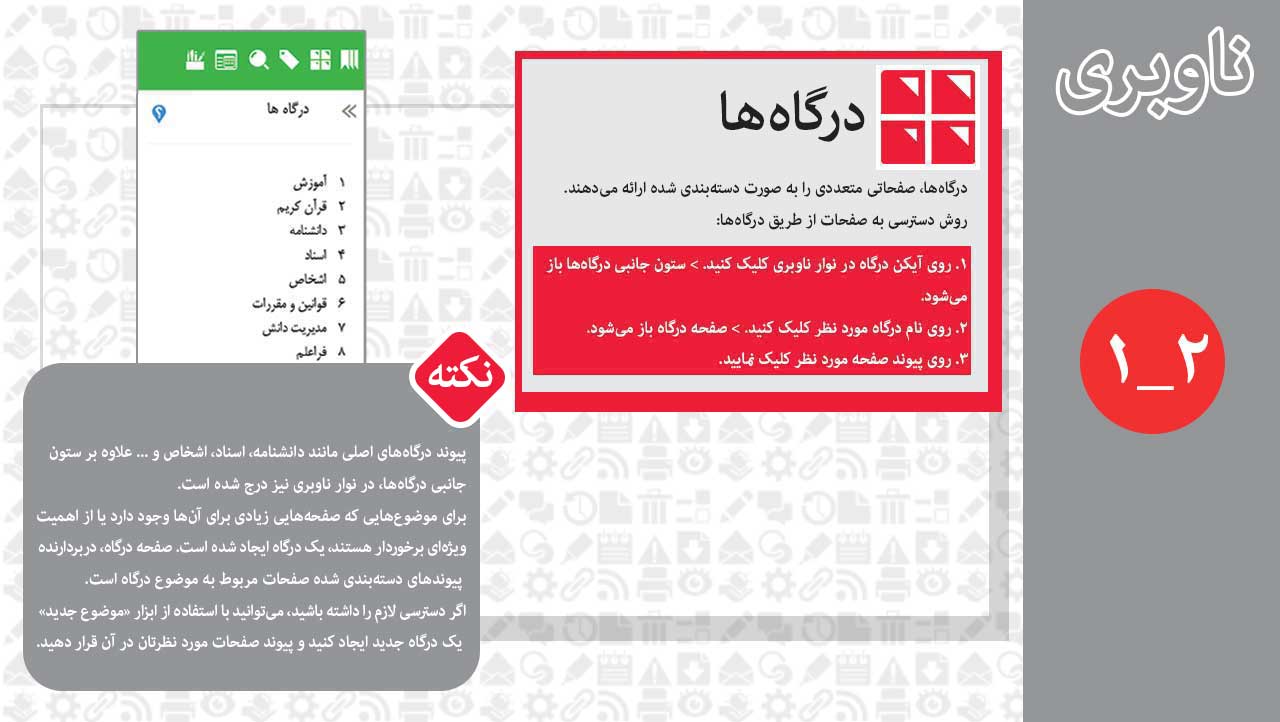 ناوبری
۲_۱
درگاه‌ها
درگاه‌ها، صفحاتی متعددی را به صورت دسته‌بندی شده ارائه می‌دهند.
روش دسترسی به صفحات از طریق درگاه‌ها:
۱. روی آیکن درگاه در نوار ناوبری کلیک کنید. > ستون جانبی درگاه‌ها باز
می‌شود.
۲. روی نام درگاه مورد نظر کلیک کنید. > صفحه درگاه باز می‌شود.
۳. روی پیوند صفحه مورد نظر کلیک نمایید.
درگاه ها
۱ آموزش
۲ قرآن کریم
۳ دانشنامه
۴ اسناد
۵ اشخاص
۶ قوانین و مقررات
۷ مدیریت دانش
۸ فراعلم
نکته
پیوند درگاه‌های اصلی مانند دانشنامه، اسناد، اشخاص و ... علاوه بر ستون
جانبی درگاه‌ها، در نوار ناوبری نیز درج شده است.
برای موضوع‌هایی که صفحه‌هایی زیادی برای آن‌ها وجود دارد یا از اهمیت
ویژه‌ای برخوردار هستند، یک درگاه ایجاد شده است. صفحه درگاه، دربردارنده
پیوندهای دسته‌بندی شده صفحات مربوط به موضوع درگاه است.
اگر دسترسی لازم را داشته باشید، می‌توانید با استفاده از ابزار «موضوع جدید»
یک درگاه جدید ایجاد کنید و پیوند صفحات مورد نظرتان در آن قرار دهید.